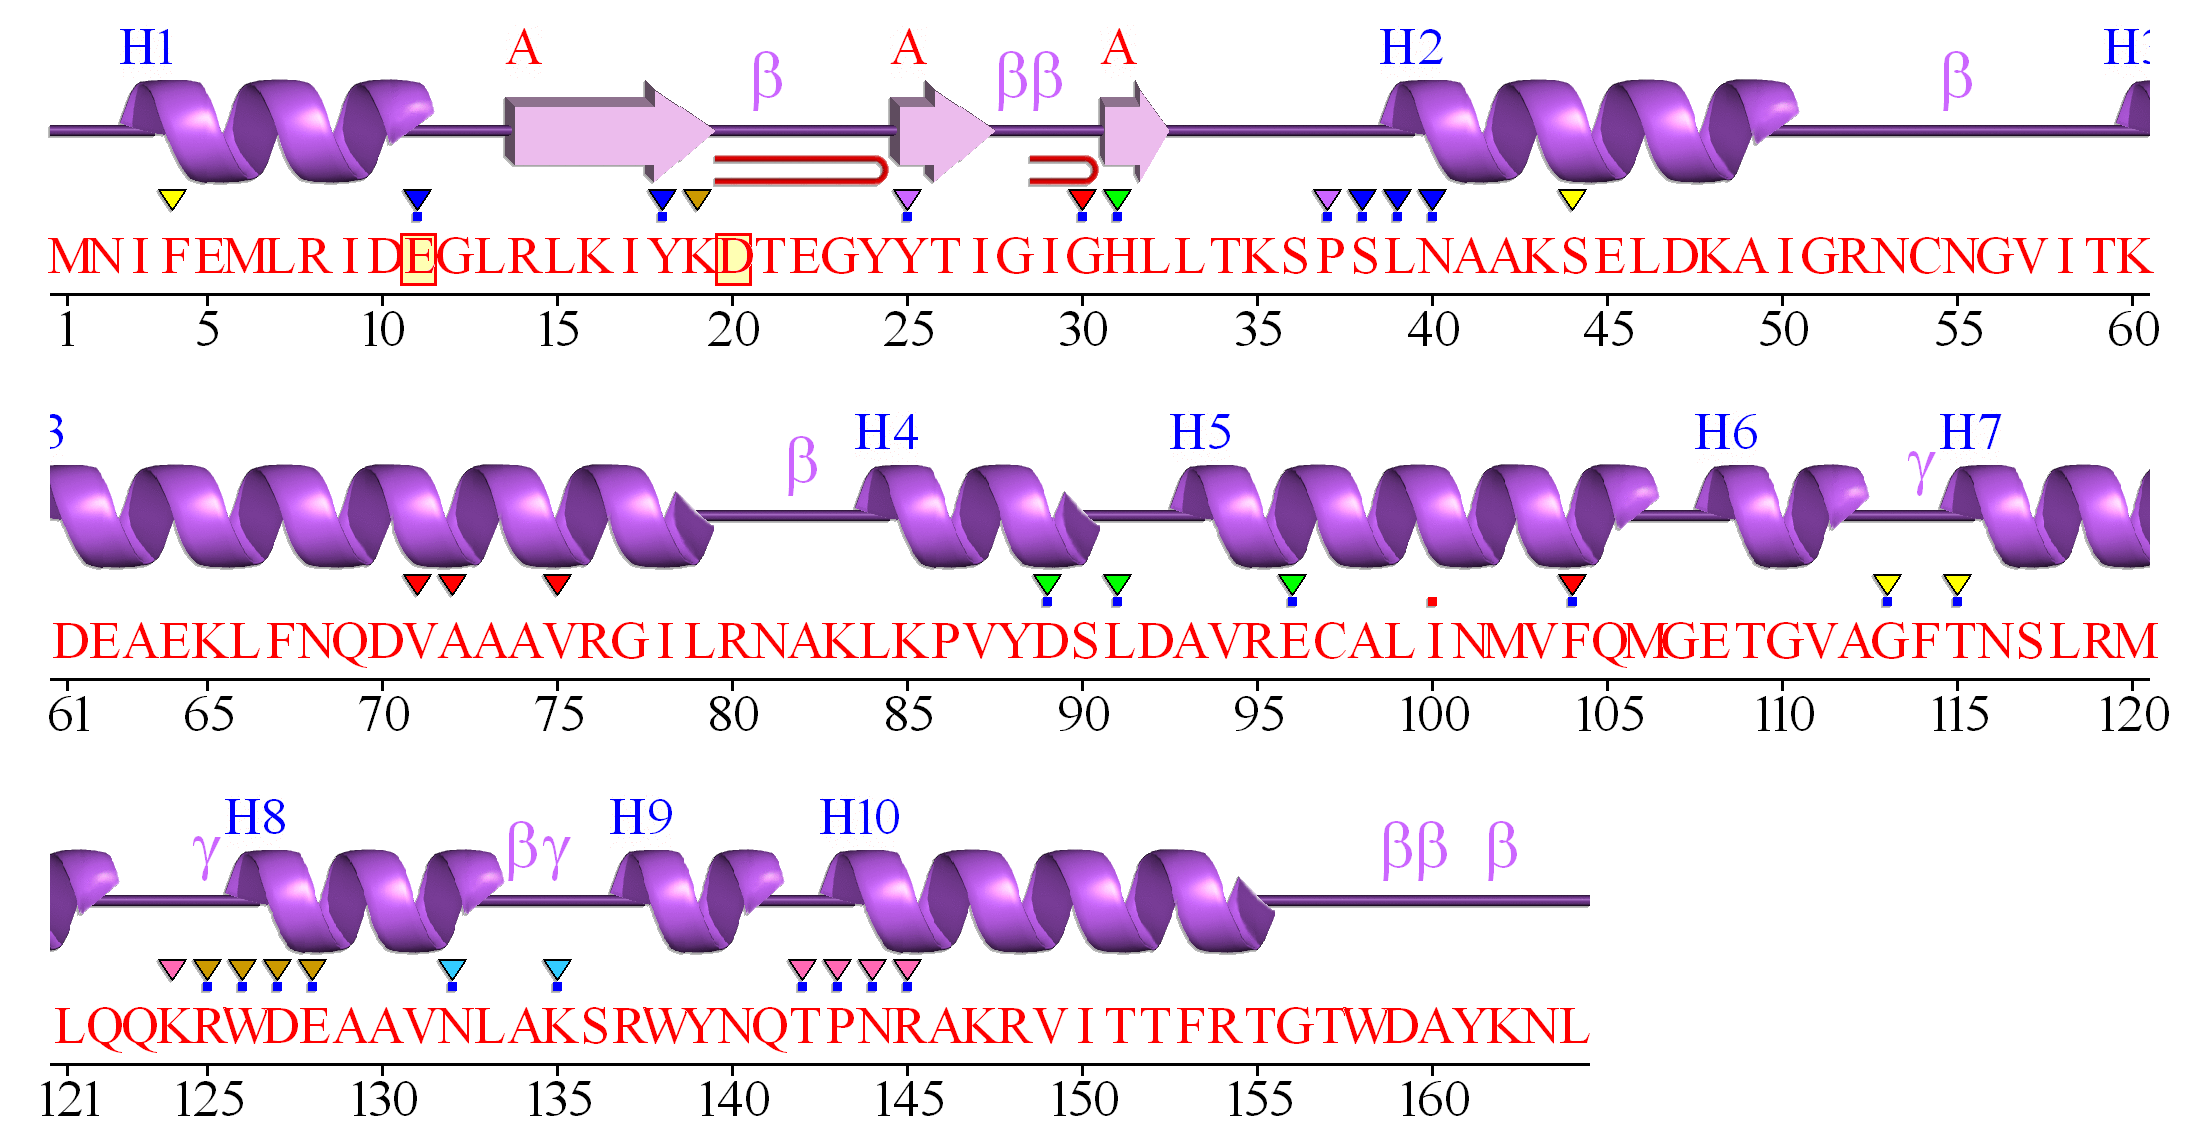 H1 A A A H2 H3
β ββ β
MNIFEMLRIDEGLRLKIYKDTEGYYTIGIGHLLTKSPSLNAAKSELDKAIGRNCNGVITK
1 5 10 15 20 25 30 35 40 45 50 55 60
3 H4 H5 H6 H7
β γ
DEAEKLFNQDVAAAVRGILRNAKLKPVYDSLDAVRECALINMVFQMGETGVAGFTNSLRM
61 65 70 75 80 85 90 95 100 105 110 115 120
H8 H9 H10
γ βγ ββ β
LQQKRWDEAAVNLAKSRWYNQTPNRAKRVITTFRTGTWDAYKNL
121 125 130 135 140 145 150 155 160